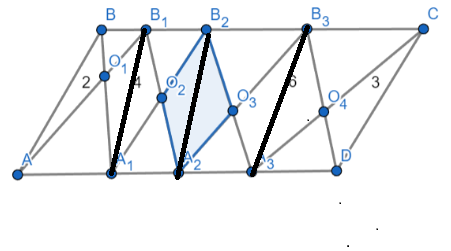 B B₁ B₂ B₃ C
O₁
2 4 O₂ 6 3
O₃ O₄
A A₁ A₂ A₃ D